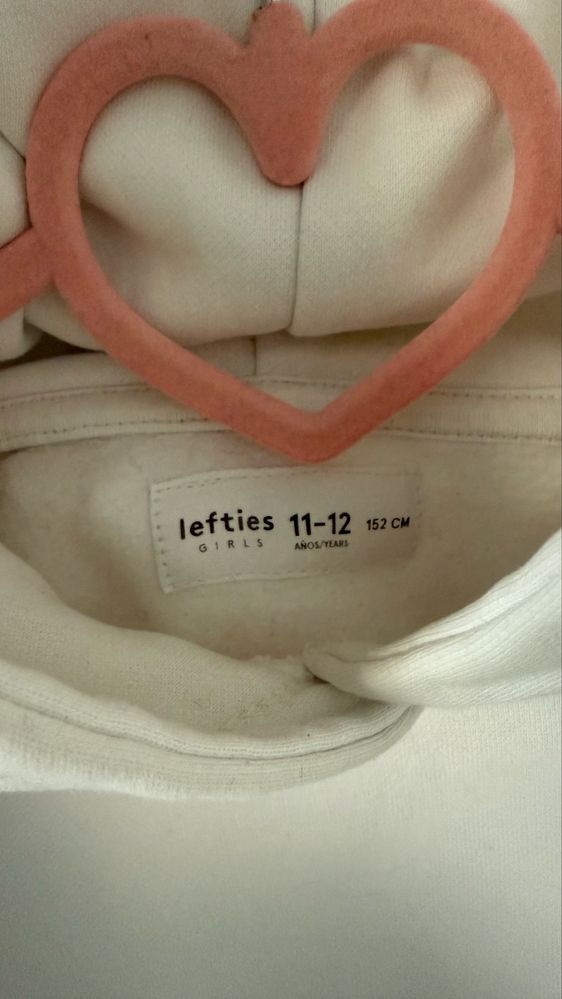 lefties 11-12 152 CM
GIRLS AÑOS/YEARS